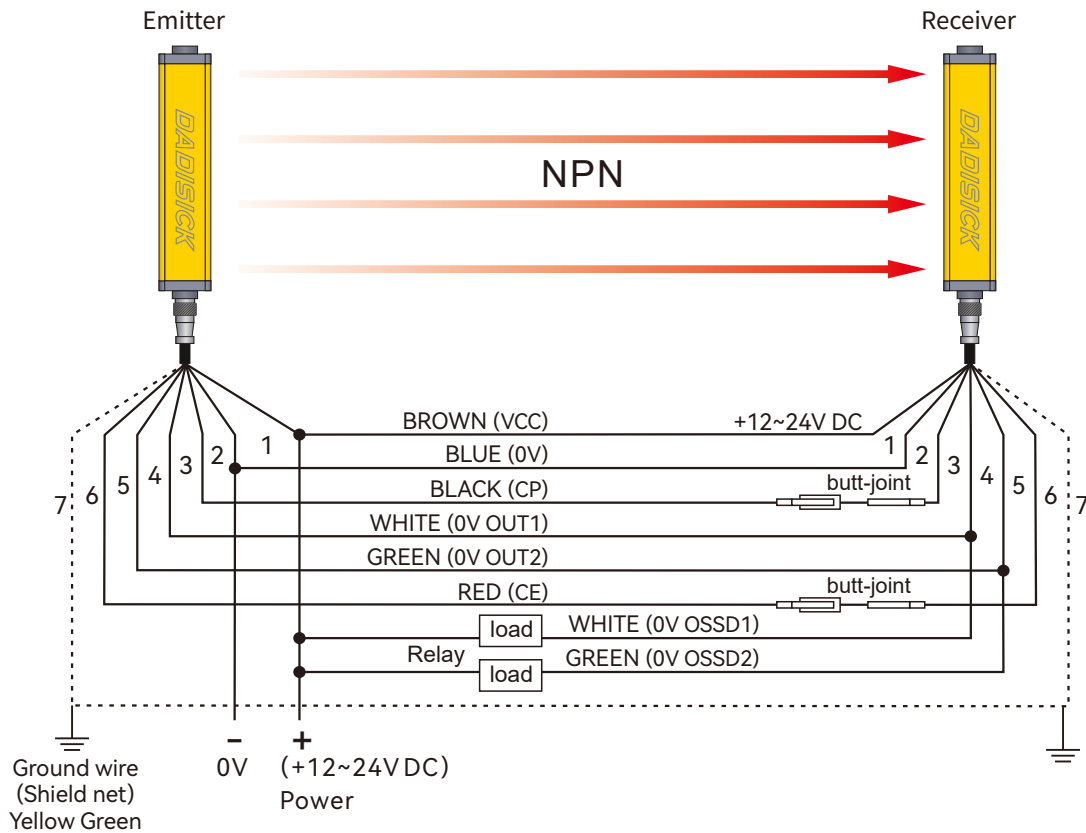 Emitter
Receiver
DADISICK
DADISICK
NPN
BROWN (VCC)
+12~24V DC
BLUE (0V)
BLACK (CP)
butt-joint
WHITE (0V OUT1)
GREEN (0V OUT2)
RED (CE)
butt-joint
load
WHITE (0V OSSD1)
Relay
load
GREEN (0V OSSD2)
7 6 5 4 3 2 1
1 2 3 4 5 6 7
Ground wire
(Shield net)
Yellow Green
-
0V
+
(+12~24V DC)
Power